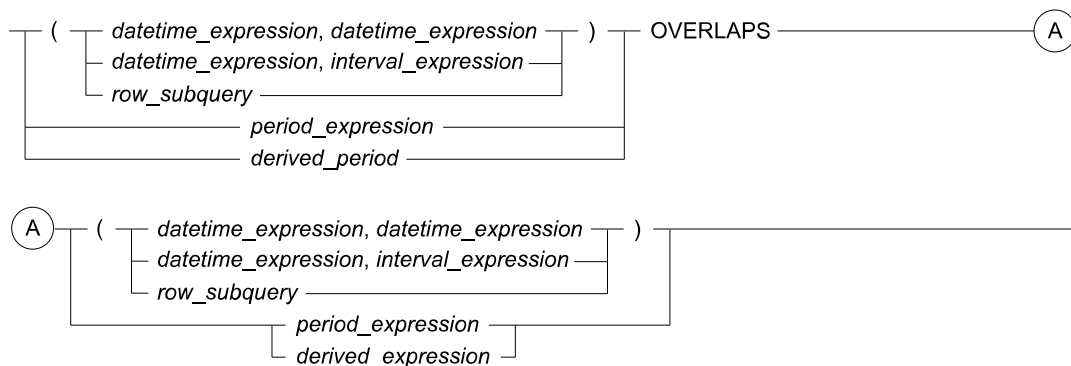 ( datetime_expression, datetime_expression ) OVERLAPS A
datetime_expression, interval_expression
row_subquery
period_expression
derived_period
A ( datetime_expression, datetime_expression )
datetime_expression, interval_expression
row_subquery
period_expression
derived_expression